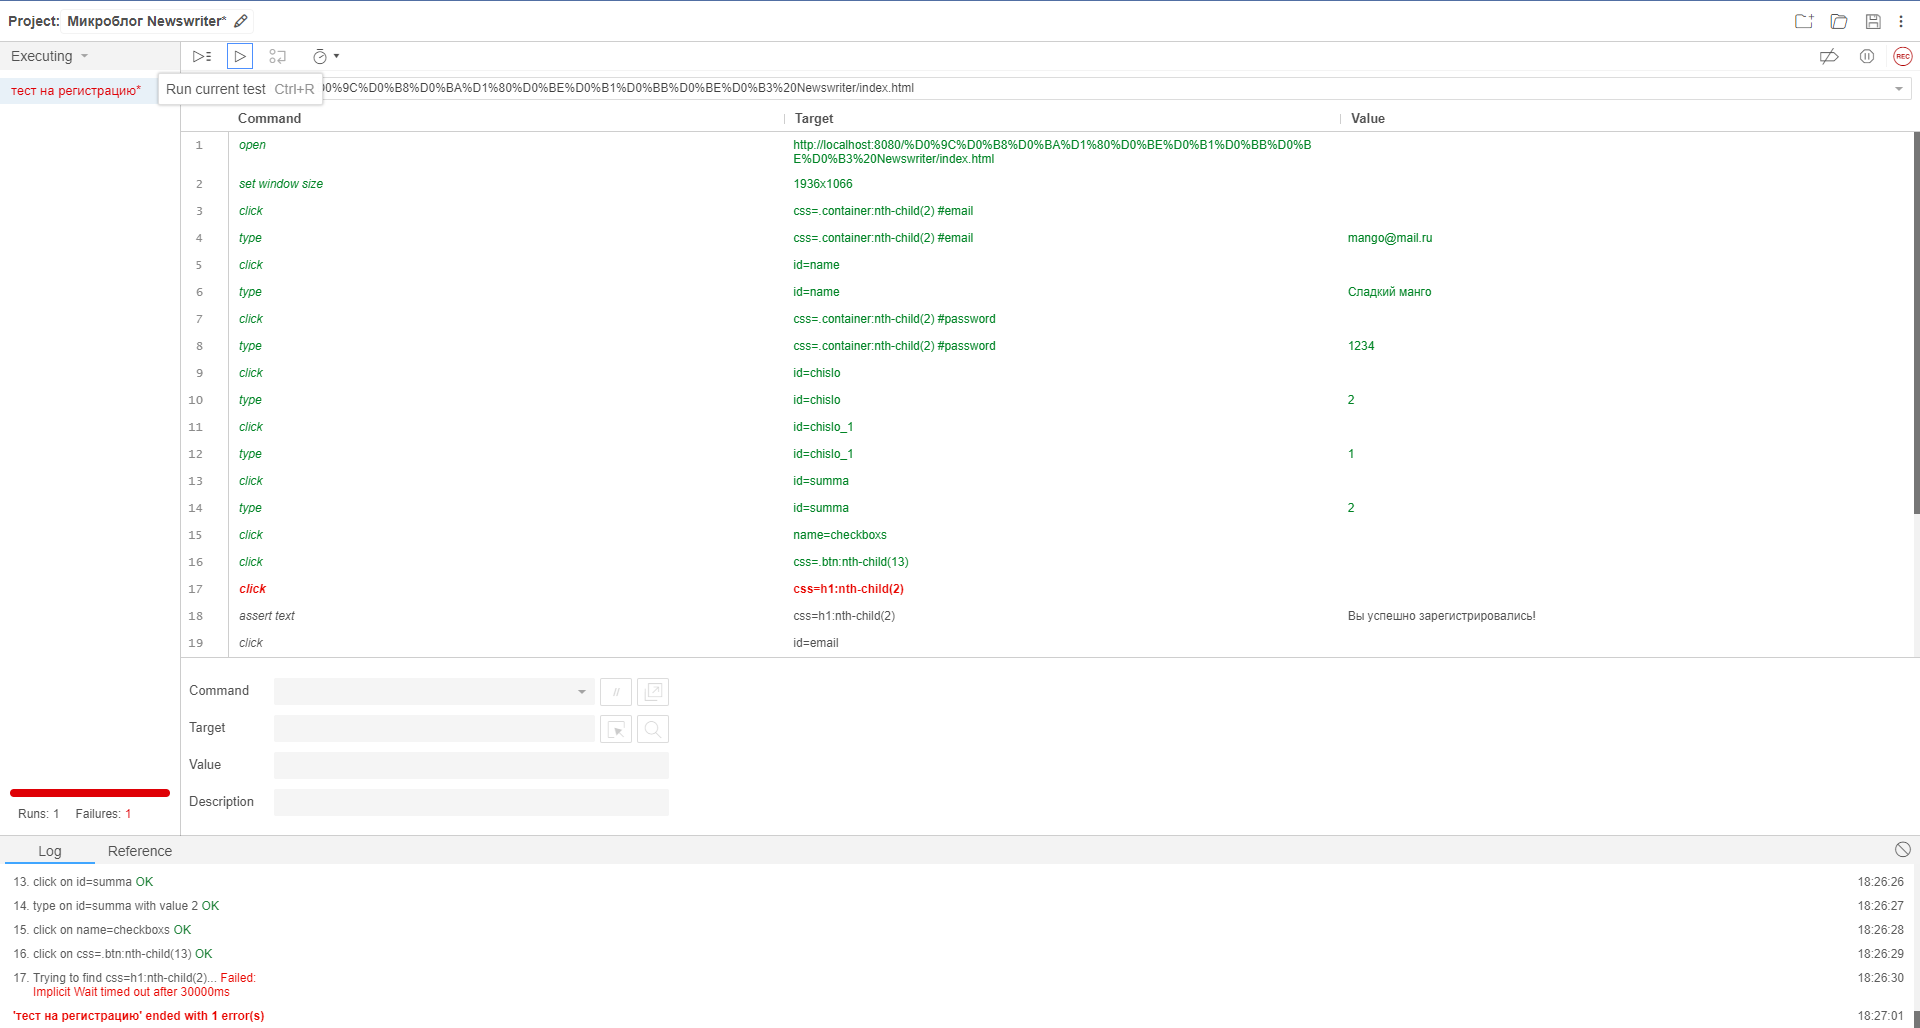 Project: Микроблог Newswriter*
Executing
REC
тест на регистрацию*
Run current test Ctrl+R
0%9C%D0%B8%D0%BA%D1%80%D0%BE%D0%B1%D0%BB%D0%BE%D0%B3%20Newswriter/index.html
Command Target Value
1 open http://localhost:8080/%D0%9C%D0%B8%D0%BA%D1%80%D0%BE%D0%B1%D0%BB%D0%B
E%D0%B3%20Newswriter/index.html
2 set window size 1936x1066
3 click css=.container:nth-child(2) #email
4 type css=.container:nth-child(2) #email mango@mail.ru
5 click id=name
6 type id=name Сладкий манго
7 click css=.container:nth-child(2) #password
8 type css=.container:nth-child(2) #password 1234
9 click id=chislo
10 type id=chislo 2
11 click id=chislo_1
12 type id=chislo_1 1
13 click id=summa
14 type id=summa 2
15 click name=checkboxs
16 click css=.btn:nth-child(13)
17 click css=h1:nth-child(2)
18 assert text css=h1:nth-child(2) Вы успешно зарегистрировались!
19 click id=email
Command //
Target
Value
Description
Runs: 1 Failures: 1
Log Reference
13. click on id=summa OK 18:26:26
14. type on id=summa with value 2 OK 18:26:27
15. click on name=checkboxs OK 18:26:28
16. click on css=.btn:nth-child(13) OK 18:26:29
17. Trying to find css=h1:nth-child(2)... Failed: 18:26:30
Implicit Wait timed out after 30000ms
'тест на регистрацию' ended with 1 error(s) 18:27:01